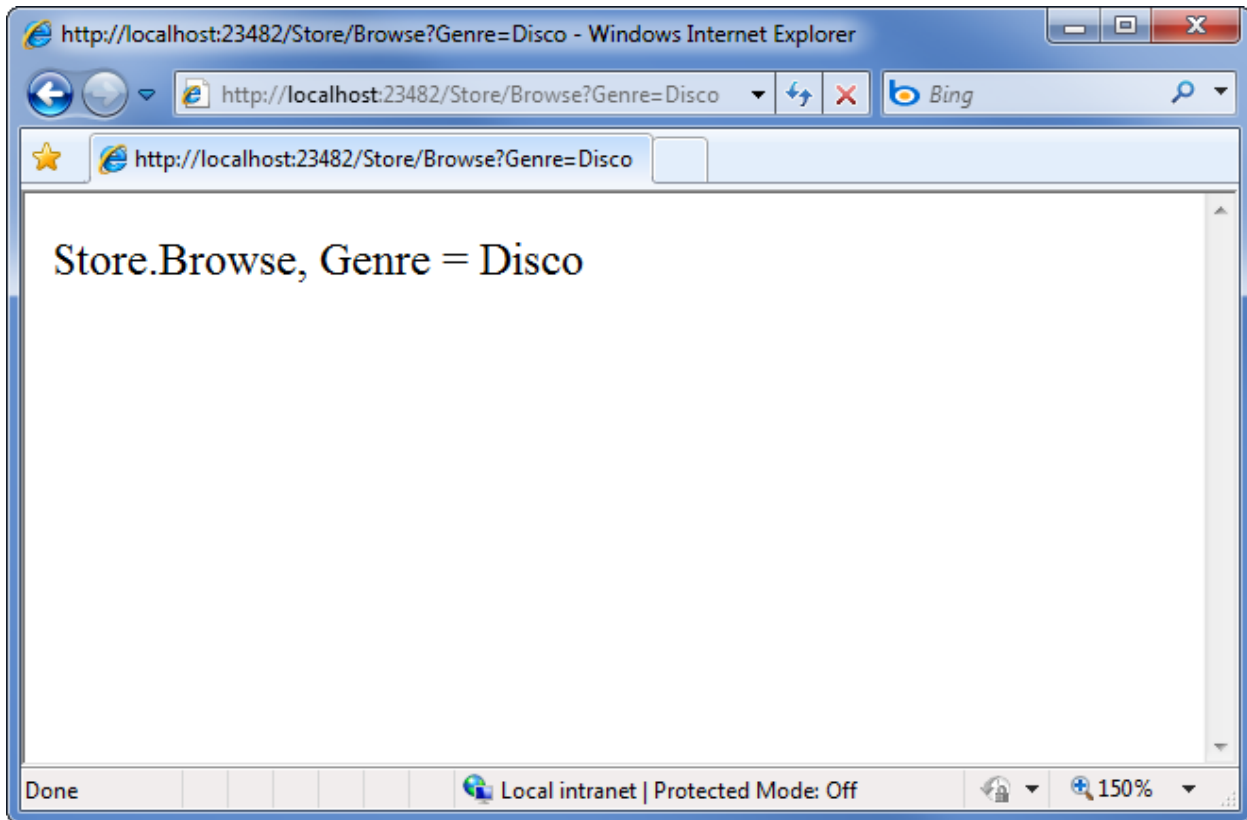 http://localhost:23482/Store/Browse?Genre=Disco - Windows Internet Explorer
http://localhost:23482/Store/Browse?Genre=Disco
Bing
http://localhost:23482/Store/Browse?Genre=Disco
Store.Browse, Genre = Disco
Done
Local intranet | Protected Mode: Off
150%